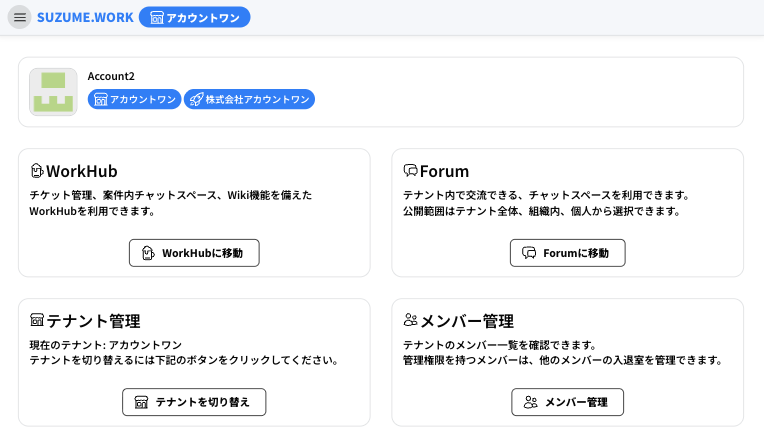 SUZUME.WORK アカウントワン
Account2
アカウントワン 株式会社アカウントワン
WorkHub
チケット管理、案件内チャットスペース、Wiki機能を備えた
WorkHubを利用できます。
WorkHubに移動
Forum
テナント内で交流できる、チャットスペースを利用できます。
公開範囲はテナント全体、組織内、個人から選択できます。
Forumに移動
テナント管理
現在のテナント: アカウントワン
テナントを切り替えるには下記のボタンをクリックしてください。
テナントを切り替え
メンバー管理
テナントのメンバー一覧を確認できます。
管理権限を持つメンバーは、他のメンバーの入退室を管理できます。
メンバー管理